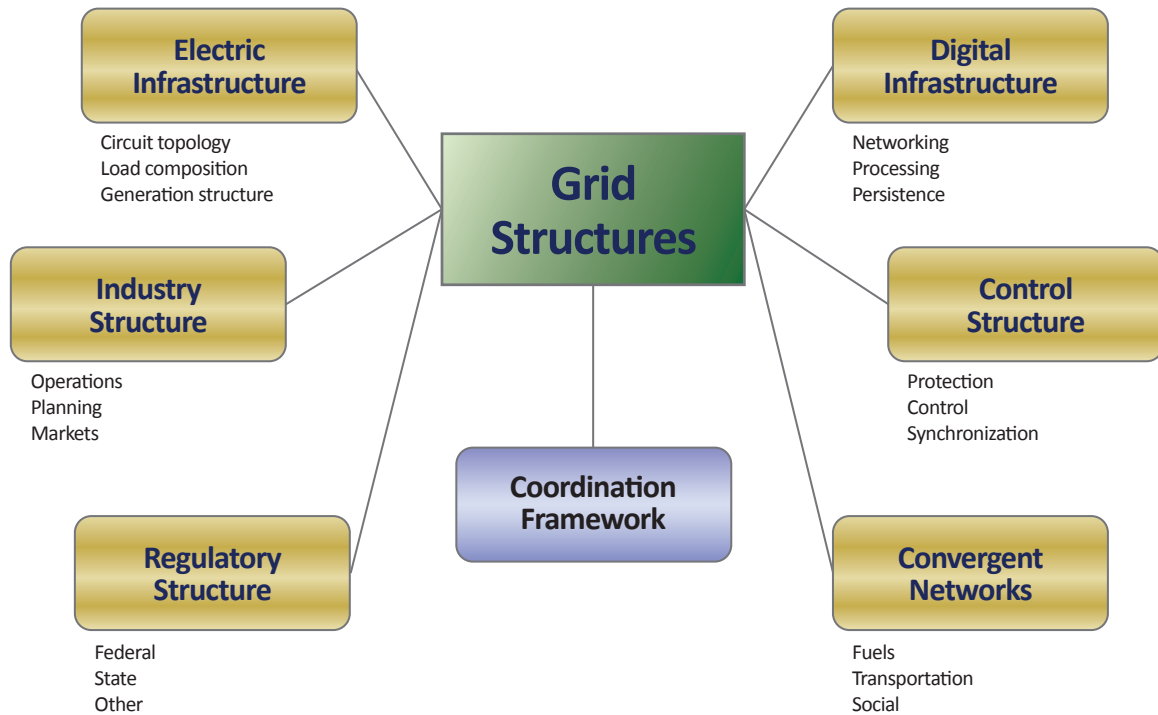 Electric
Infrastructure
Circuit topology
Load composition
Generation structure
Industry
Structure
Operations
Planning
Markets
Regulatory
Structure
Federal
State
Other
Grid
Structures
Coordination
Framework
Digital
Infrastructure
Networking
Processing
Persistence
Control
Structure
Protection
Control
Synchronization
Convergent
Networks
Fuels
Transportation
Social